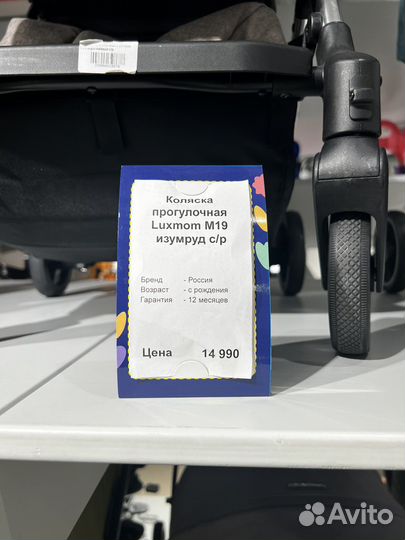 Коляска
прогулочная
Luxmom M19
изумруд с/р
Бренд - Россия
Возраст - с рождения
Гарантия - 12 месяцев
Цена 14 990
Avito